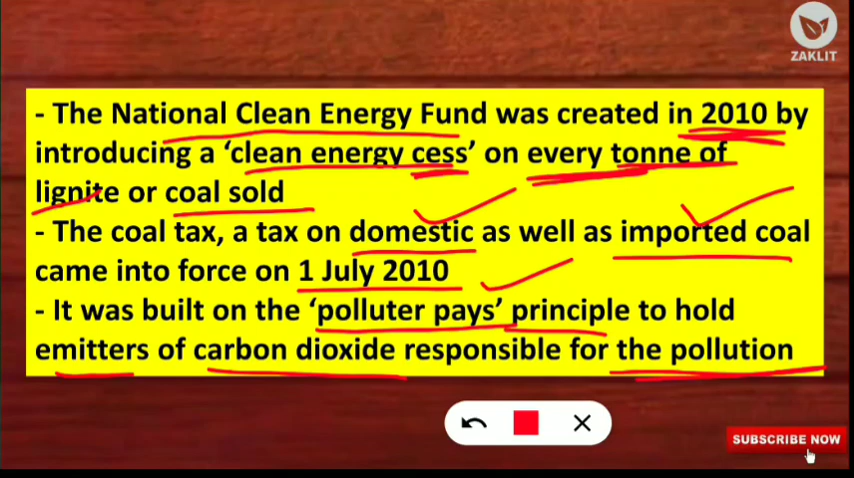 ZAKLIT
- The National Clean Energy Fund was created in 2010 by
introducing a ‘clean energy cess’ on every tonne of
lignite or coal sold
- The coal tax, a tax on domestic as well as imported coal
came into force on 1 July 2010
- It was built on the ‘polluter pays’ principle to hold
emitters of carbon dioxide responsible for the pollution
SUBSCRIBE NOW